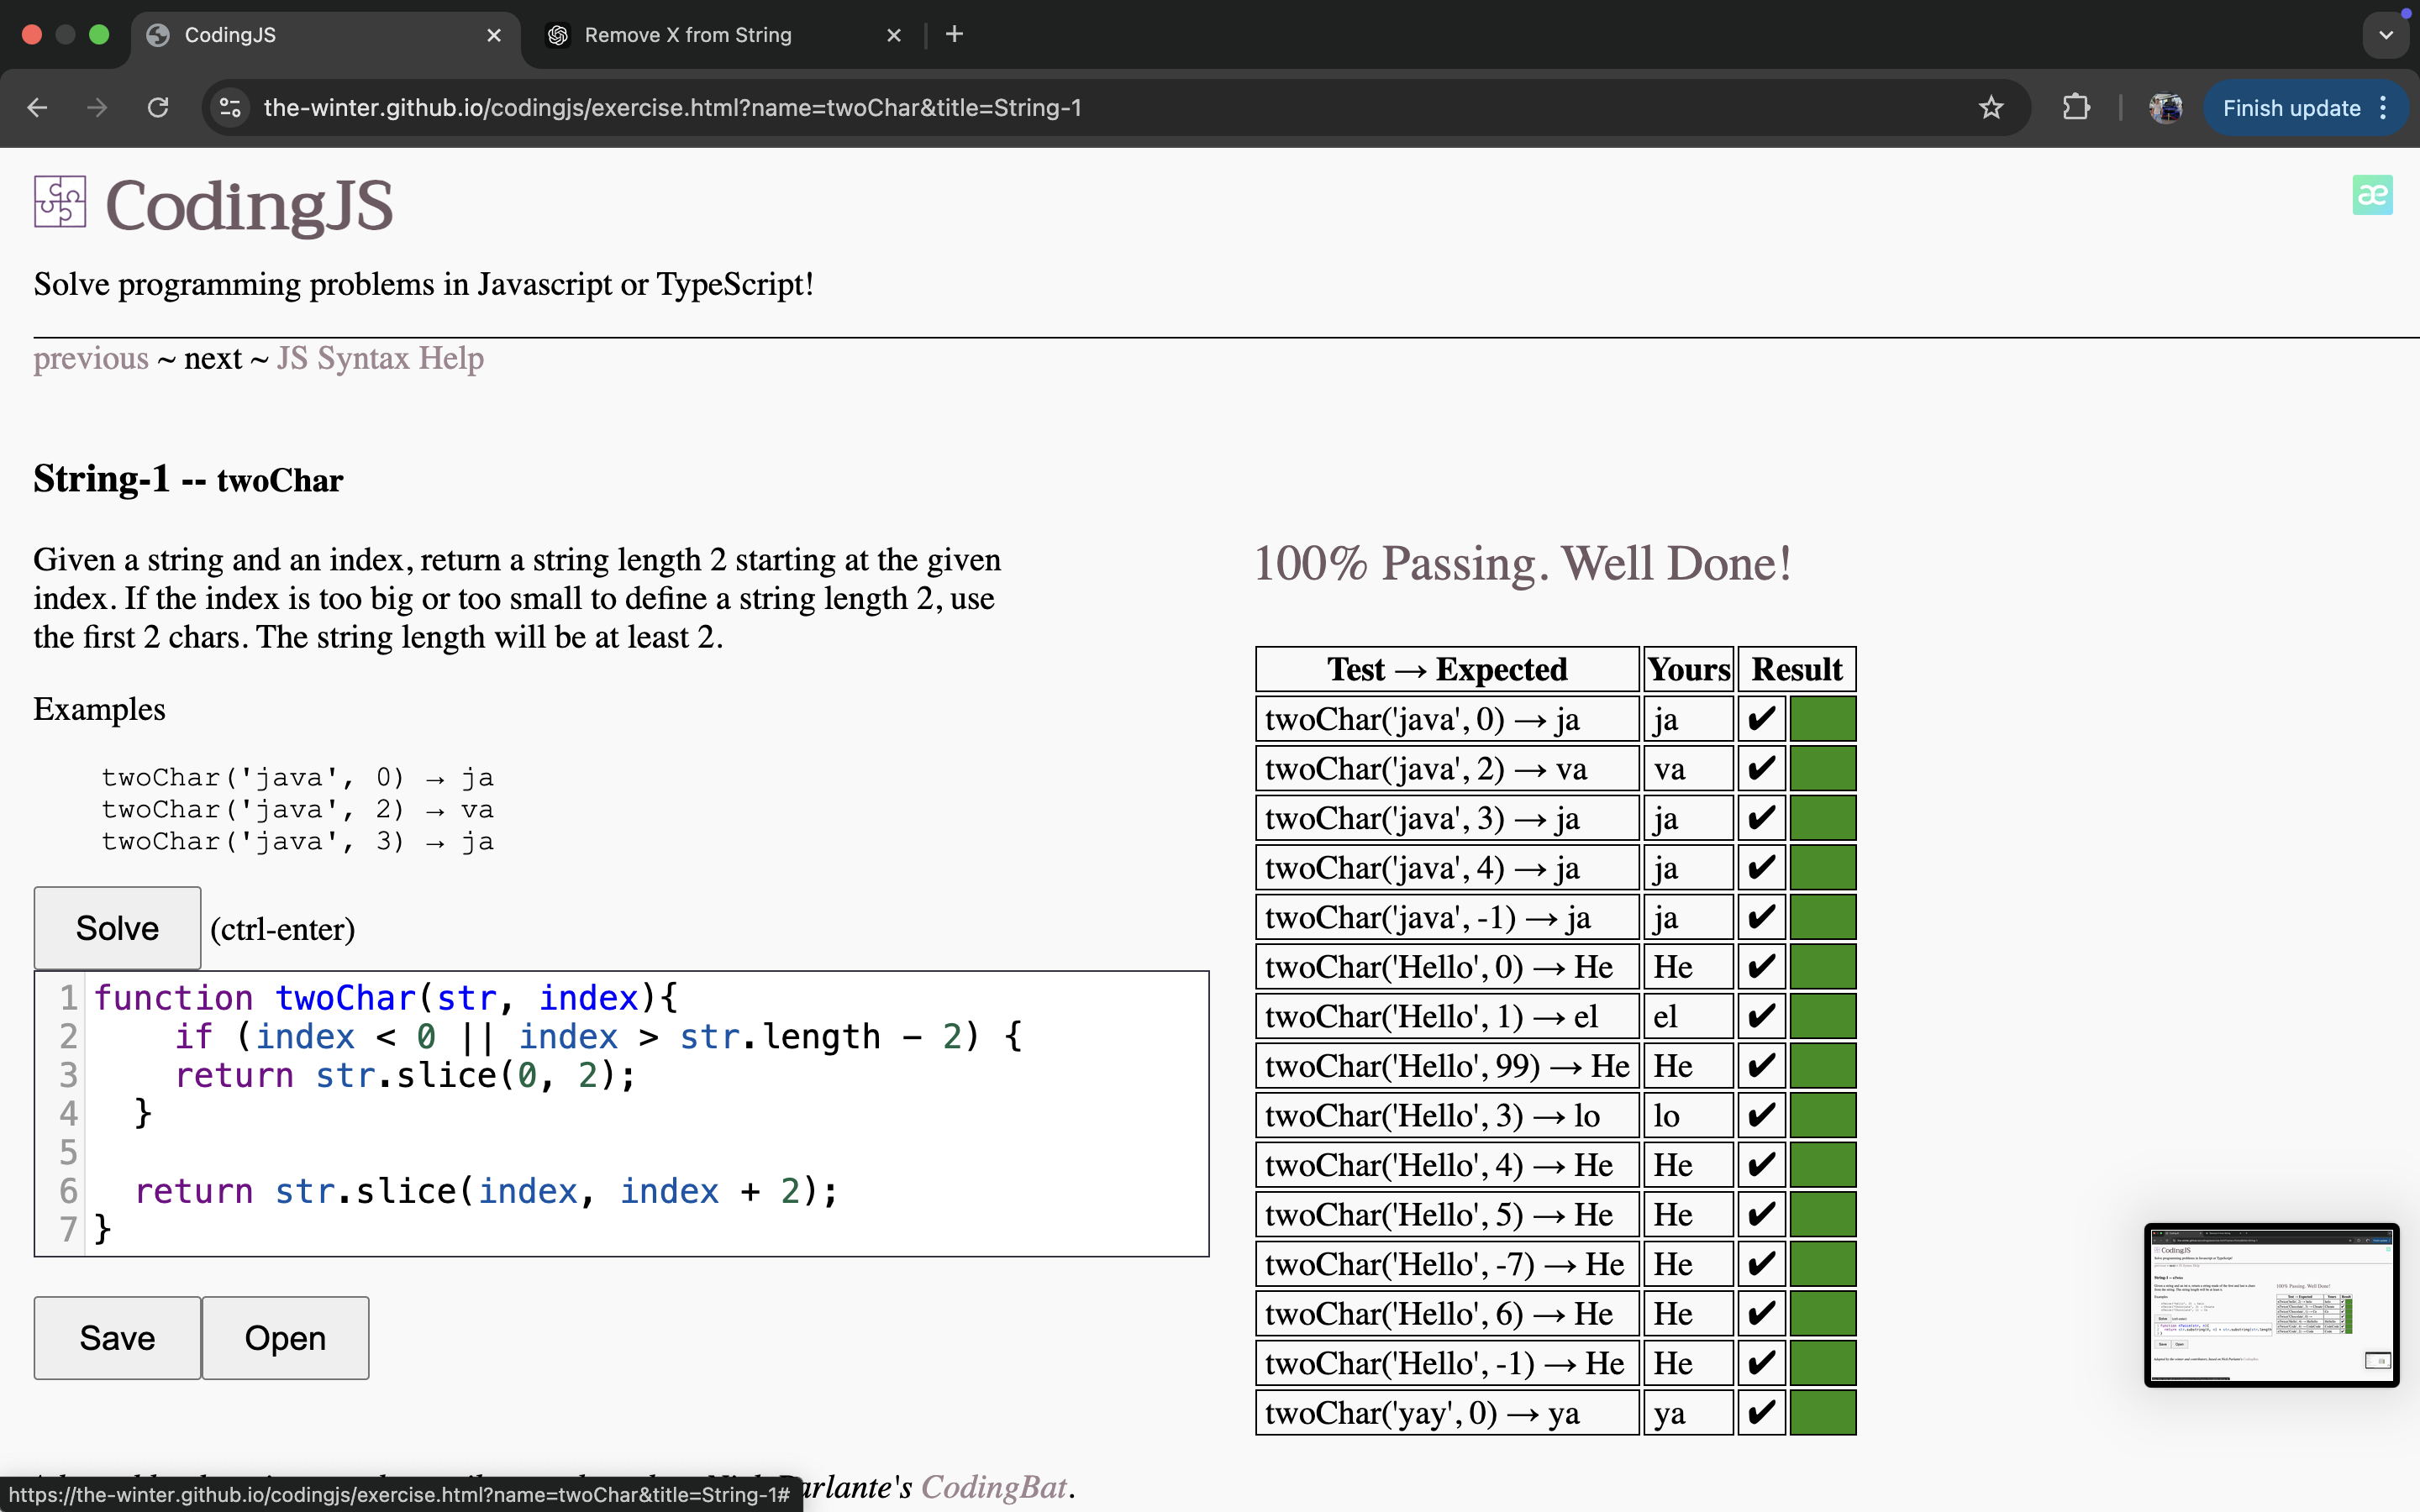 CodingJS
Remove X from String
the-winter.github.io/codingjs/exercise.html?name=twoChar&title=String-1
Finish update
CodingJS
æ
Solve programming problems in Javascript or TypeScript!
previous ~ next ~ JS Syntax Help
String-1 -- twoChar
Given a string and an index, return a string length 2 starting at the given
index. If the index is too big or too small to define a string length 2, use
the first 2 chars. The string length will be at least 2.
Examples
twoChar('java', 0) → ja
twoChar('java', 2) → va
twoChar('java', 3) → ja
Solve (ctrl-enter)
1 function twoChar(str, index){
2     if (index < 0 || index > str.length - 2) {
3     return str.slice(0, 2);
4   }
5
6   return str.slice(index, index + 2);
7 }
Save Open
100% Passing. Well Done!
Test → Expected Yours Result
twoChar('java', 0) → ja ja ✔
twoChar('java', 2) → va va ✔
twoChar('java', 3) → ja ja ✔
twoChar('java', 4) → ja ja ✔
twoChar('java', -1) → ja ja ✔
twoChar('Hello', 0) → He He ✔
twoChar('Hello', 1) → el el ✔
twoChar('Hello', 99) → He He ✔
twoChar('Hello', 3) → lo lo ✔
twoChar('Hello', 4) → He He ✔
twoChar('Hello', 5) → He He ✔
twoChar('Hello', -7) → He He ✔
twoChar('Hello', 6) → He He ✔
twoChar('Hello', -1) → He He ✔
twoChar('yay', 0) → ya ya ✔
CodingJS
100% Passing. Well Done!
arlante's CodingBat.
https://the-winter.github.io/codingjs/exercise.html?name=twoChar&title=String-1#